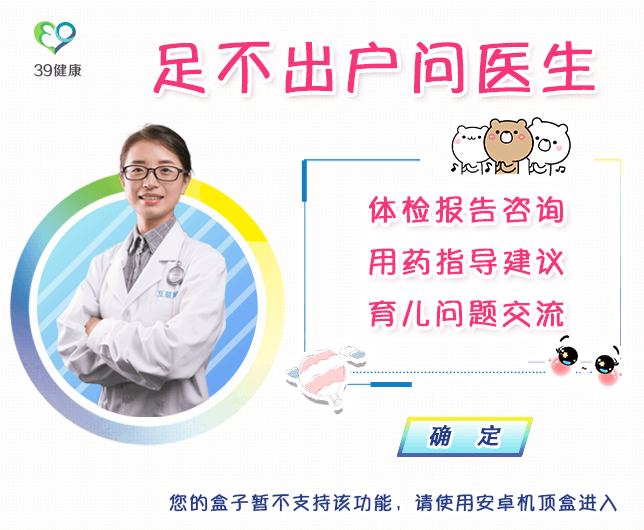 39健康
足不出户问医生
体检报告咨询
用药指导建议
育儿问题交流
确 定
您的盒子暂不支持该功能，请使用安卓机顶盒进入